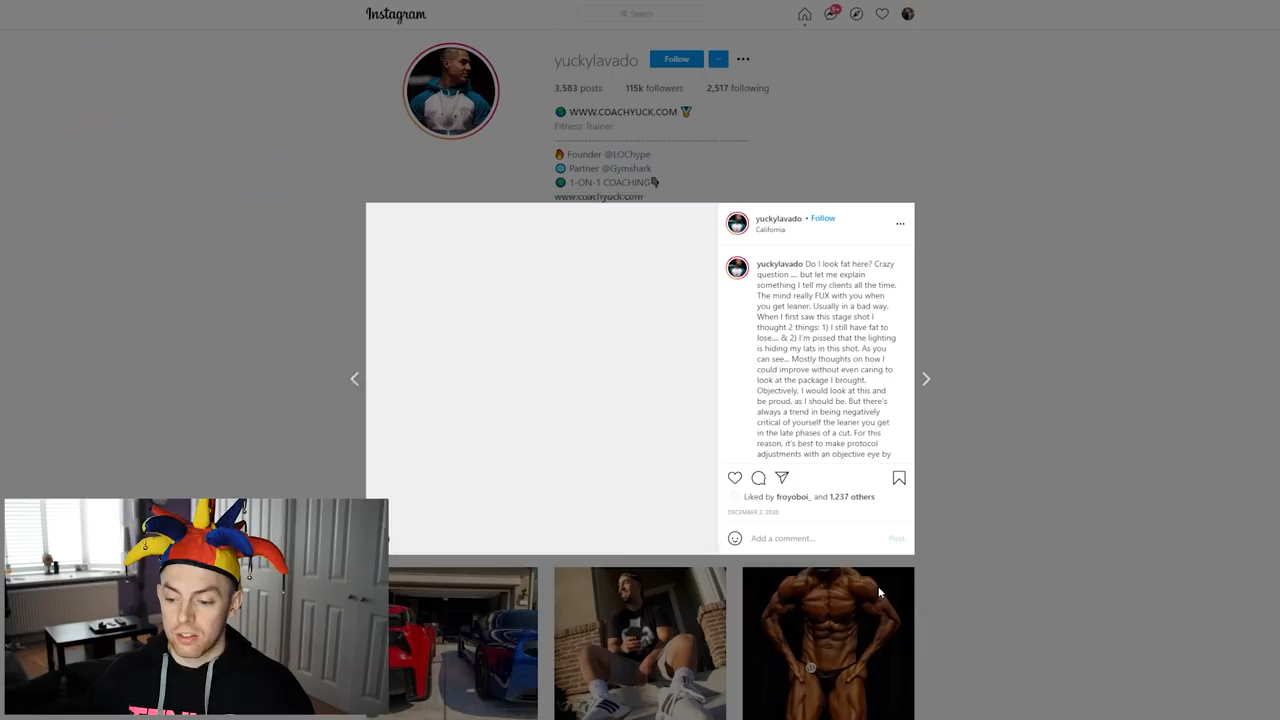 Instagram
Search
9+
yuckylavado Follow
3,583 posts 115k followers 2,517 following
WWW.COACHYUCK.COM
Fitness Trainer
Founder @LOChype
Partner @Gymshark
1-ON-1 COACHING
www.coachyuck.com
yuckylavado • Follow
California
yuckylavado Do I look fat here? Crazy
question .... but let me explain
something I tell my clients all the time.
The mind really FUX with you when
you get leaner. Usually in a bad way.
When I first saw this stage shot I
thought 2 things: 1) I still have fat to
lose.... & 2) I'm pissed that the lighting
is hiding my lats in this shot. As you
can see... Mostly thoughts on how I
could improve without even caring to
look at the package I brought.
Objectively, I would look at this and
be proud, as I should be. But there's
always a trend in being negatively
critical of yourself the leaner you get
in the late phases of a cut. For this
reason, it's best to make protocol
adjustments with an objective eye by
Liked by froyoboi_ and 1,237 others
DECEMBER 2, 2020
Add a comment... Post